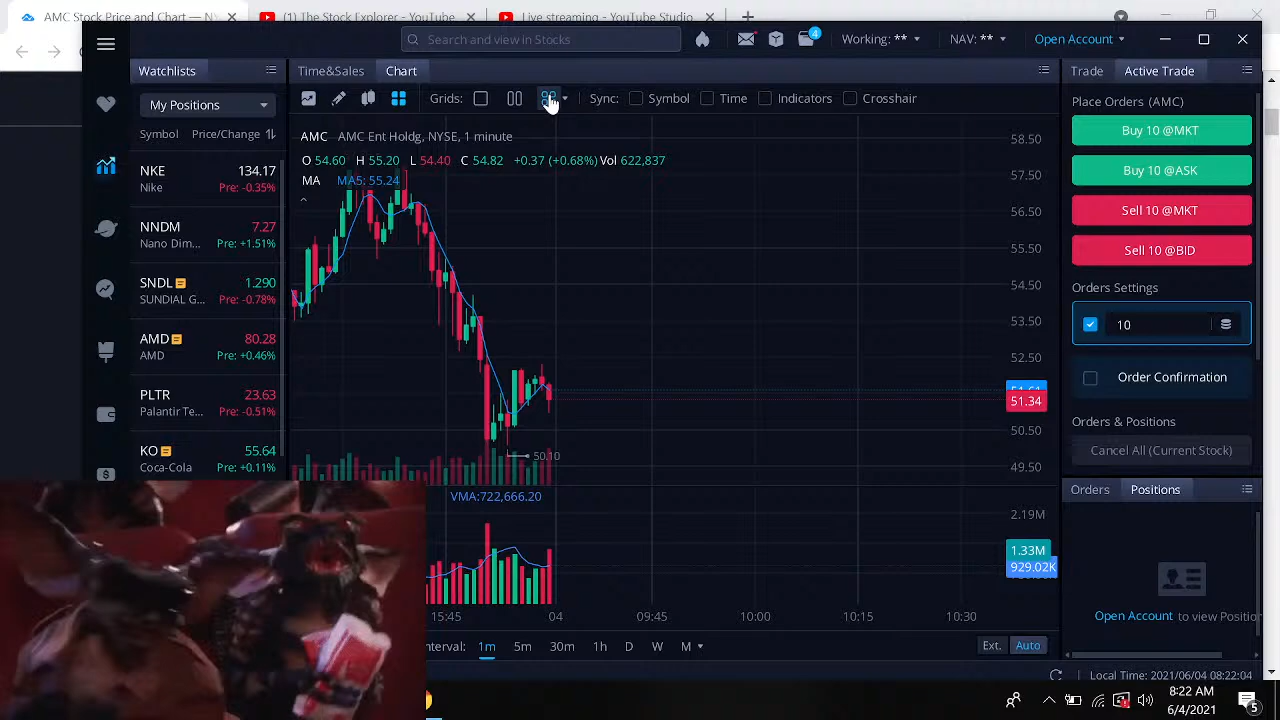 AMC Stock Pre
streaming - YouTube Studio
Search and view in Stocks
4
Working: **
NAV: **
Open Account
Watchlists
Time&Sales
Chart
Trade
Active Trade
My Positions
Grids:
Sync:
Symbol
Time
Indicators
Crosshair
Place Orders (AMC)
Symbol
Price/Change
AMC
AMC Ent Holdg, NYSE, 1 minute
58.50
Buy 10 @MKT
O 54.60 H 55.20 L 54.40 C 54.82 +0.37 (+0.68%) Vol 622,837
NKE
134.17
Buy 10 @ASK
Nike
Pre: -0.35%
MA
MA5: 55.24
57.50
56.50
Sell 10 @MKT
NNDM
7.27
Nano Dim...
Pre: +1.51%
55.50
Sell 10 @BID
SNDL
1.290
SUNDIAL G...
Pre: -0.78%
54.50
Orders Settings
53.50
10
AMD
80.28
AMD
Pre: +0.46%
52.50
Order Confirmation
PLTR
23.63
Palantir Te...
Pre: -0.51%
51.34
50.50
Orders & Positions
KO
55.64
Coca-Cola
Pre: +0.11%
50.10
49.50
Cancel All (Current Stock)
VMA:722,666.20
Orders
Positions
2.19M
1.33M
929.02K
15:45
04
09:45
10:00
10:15
10:30
Open Account to view Positio
nterval:
1m
5m
30m
1h
D
W
M
Ext.
Auto
Local Time: 2021/06/04 08:22:04
8:22 AM
6/4/2021
5